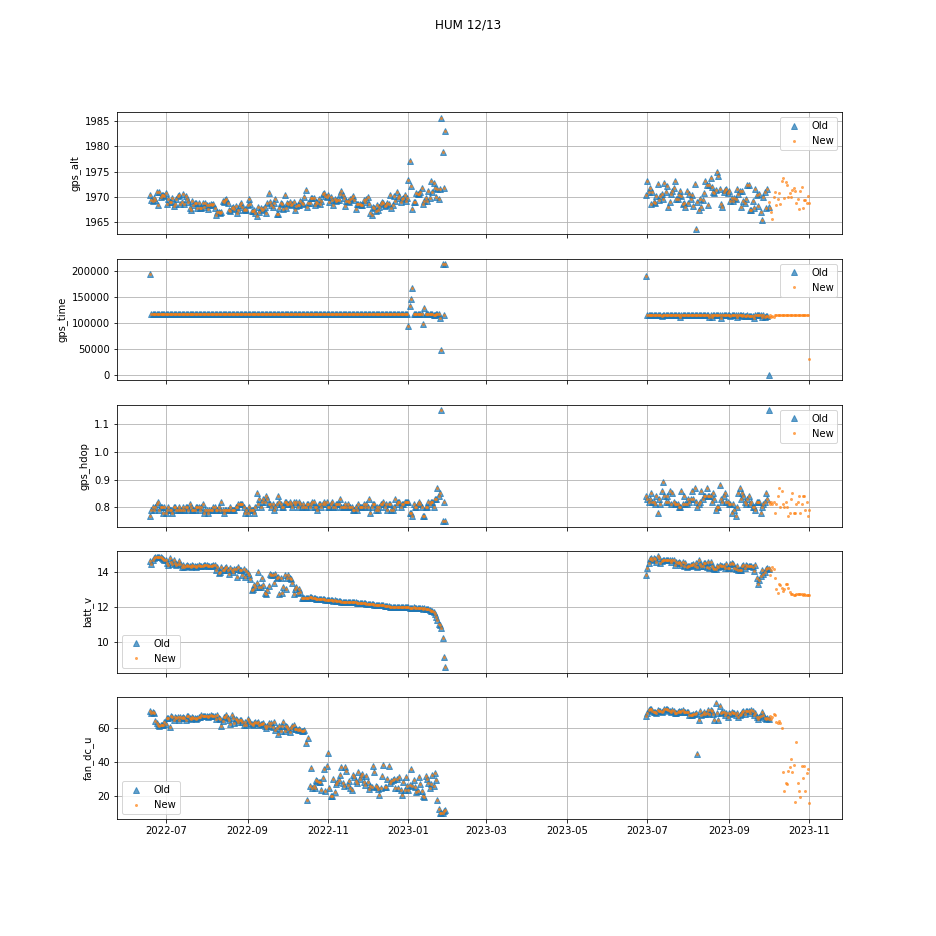 HUM 12/13
1985
1980
1975
1970
1965
gps_alt
Old
New
200000
150000
100000
50000
0
gps_time
Old
New
1.1
1.0
0.9
0.8
gps_hdop
Old
New
14
12
10
batt_v
Old
New
60
40
20
fan_dc_u
Old
New
2022-07 2022-09 2022-11 2023-01 2023-03 2023-05 2023-07 2023-09 2023-11